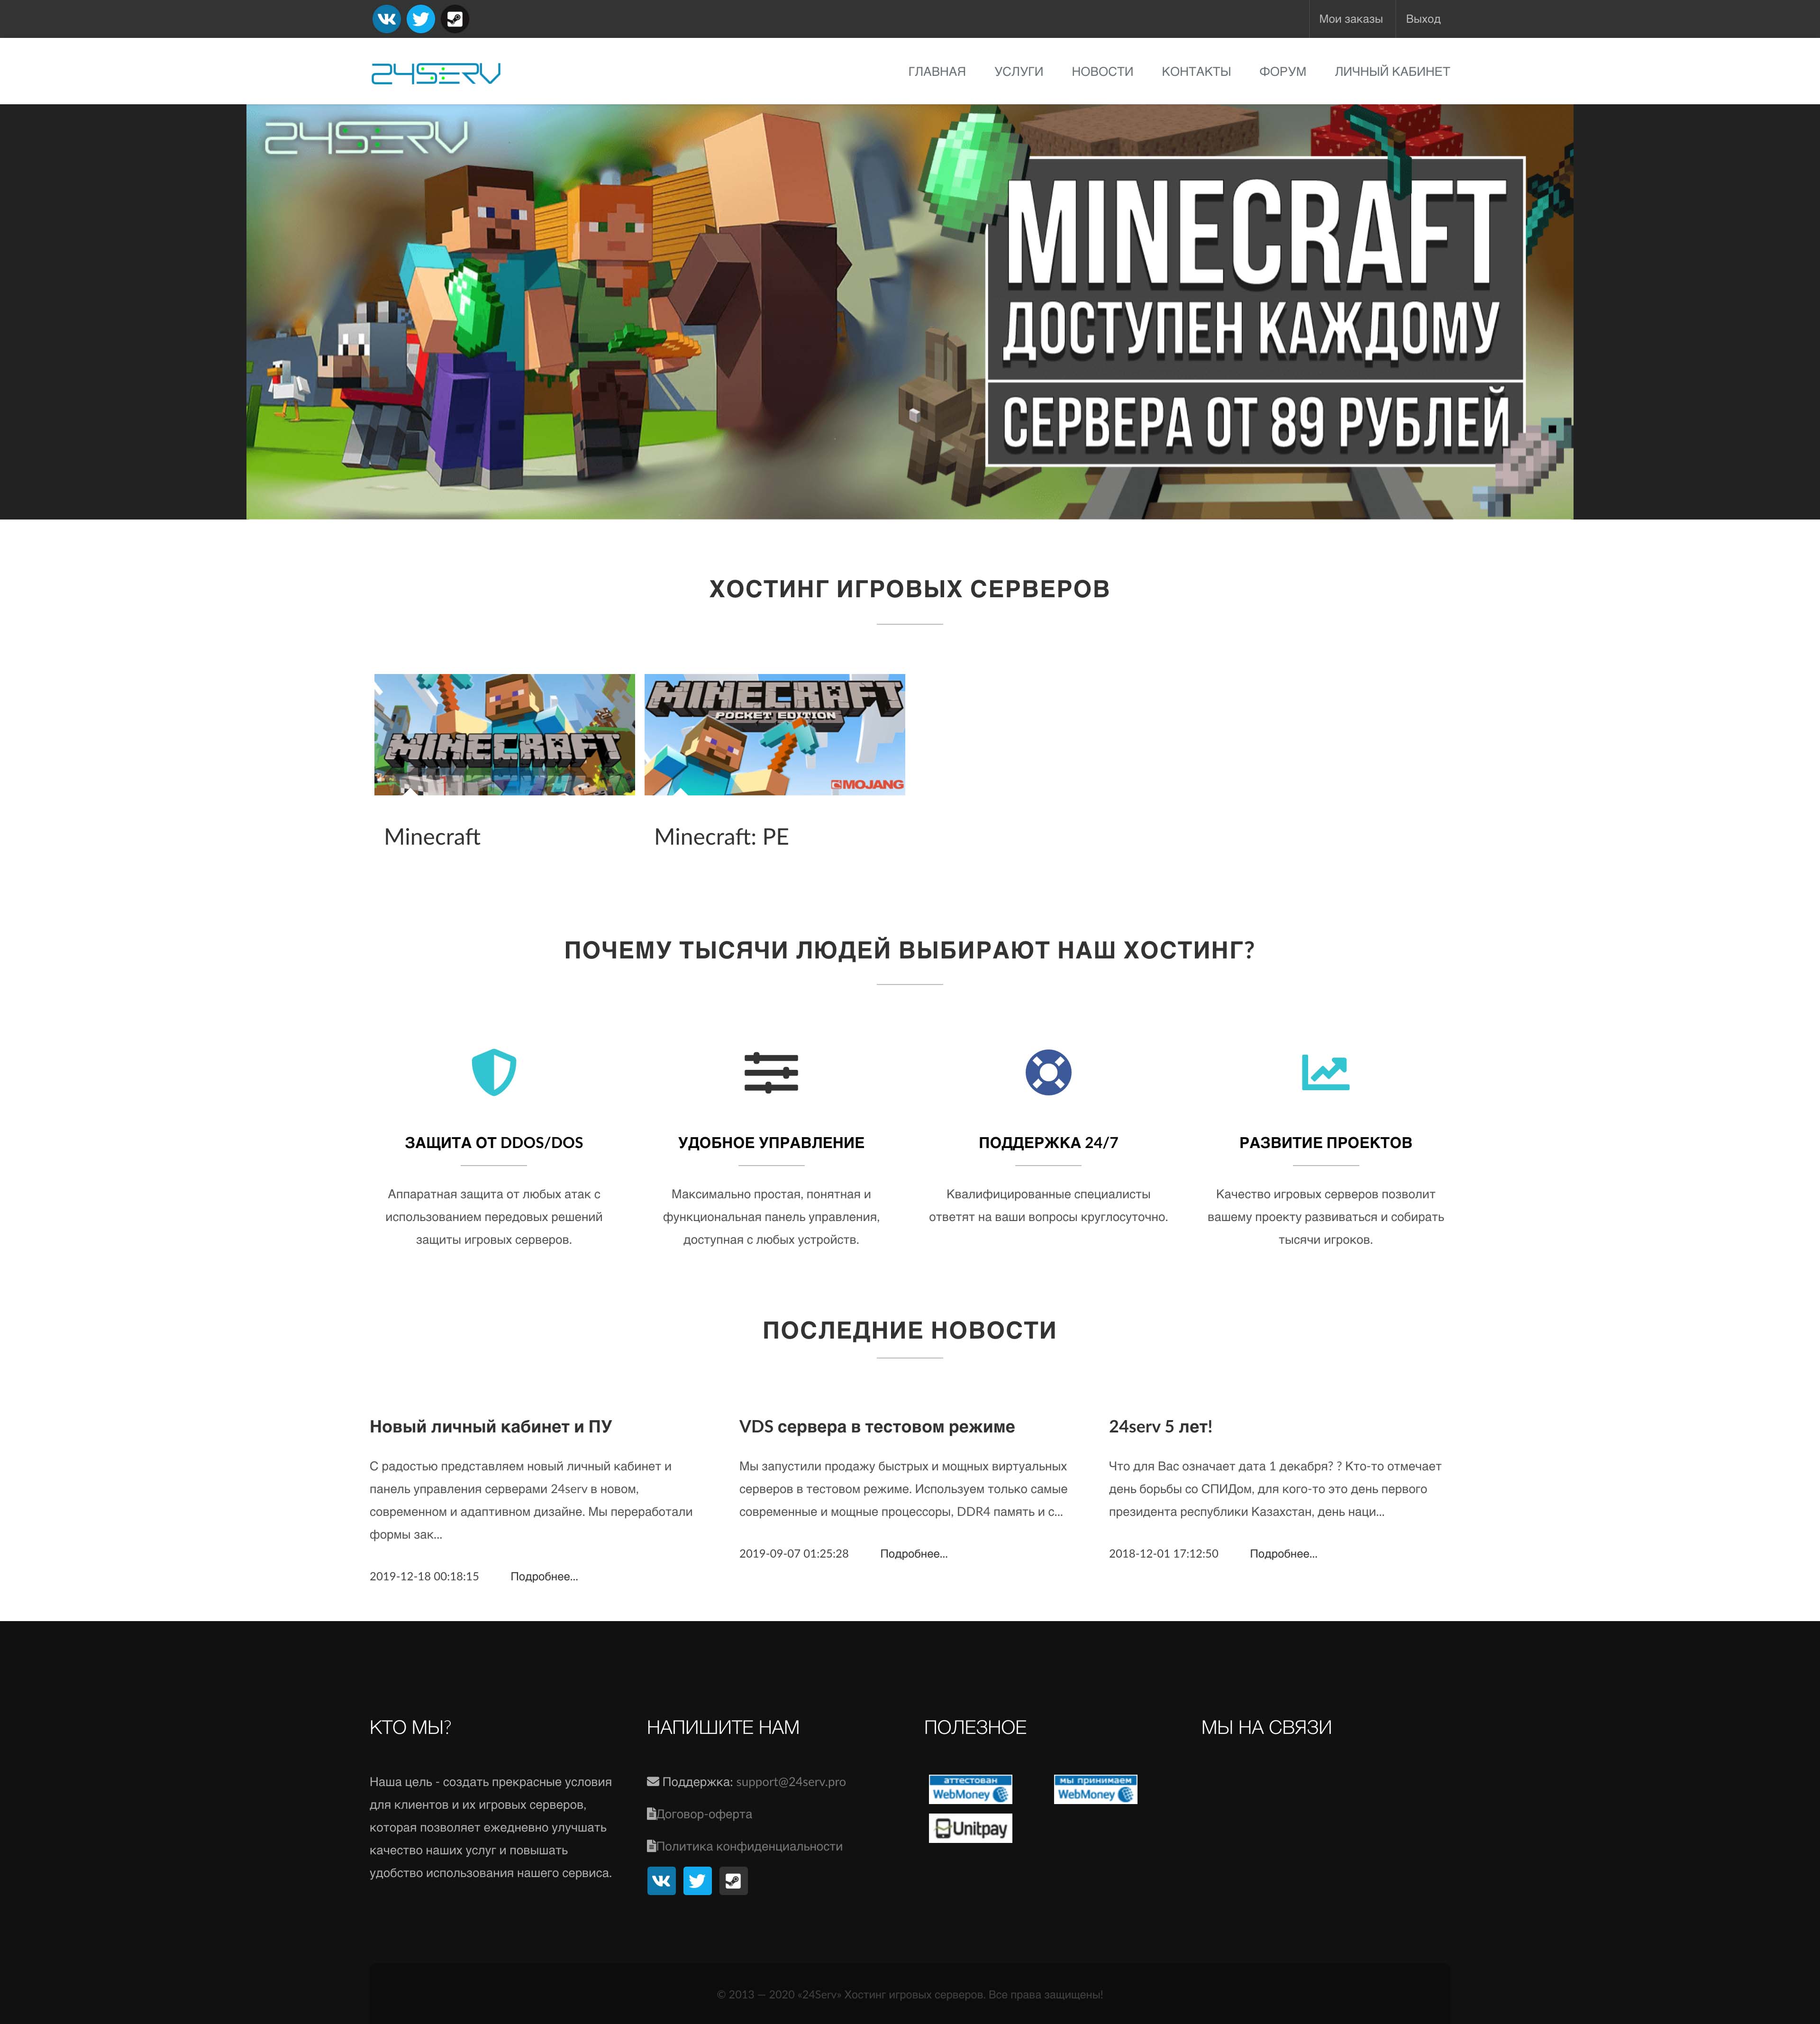 Мои заказы
Выход
24SERV
ГЛАВНАЯ
УСЛУГИ
НОВОСТИ
КОНТАКТЫ
ФОРУМ
ЛИЧНЫЙ КАБИНЕТ
24SERV
MINECRAFT
ДОСТУПЕН КАЖДОМУ
СЕРВЕРА ОТ 89 РУБЛЕЙ
ХОСТИНГ ИГРОВЫХ СЕРВЕРОВ
MINECRAFT
MINECRAFT
POCKET EDITION
MOJANG
Minecraft
Minecraft: PE
ПОЧЕМУ ТЫСЯЧИ ЛЮДЕЙ ВЫБИРАЮТ НАШ ХОСТИНГ?
ЗАЩИТА ОТ DDOS/DOS
Аппаратная защита от любых атак с
использованием передовых решений
защиты игровых серверов.
УДОБНОЕ УПРАВЛЕНИЕ
Максимально простая, понятная и
функциональная панель управления,
доступная с любых устройств.
ПОДДЕРЖКА 24/7
Квалифицированные специалисты
ответят на ваши вопросы круглосуточно.
РАЗВИТИЕ ПРОЕКТОВ
Качество игровых серверов позволит
вашему проекту развиваться и собирать
тысячи игроков.
ПОСЛЕДНИЕ НОВОСТИ
Новый личный кабинет и ПУ
С радостью представляем новый личный кабинет и
панель управления серверами 24serv в новом,
современном и адаптивном дизайне. Мы переработали
формы зак...
2019-12-18 00:18:15
Подробнее...
VDS сервера в тестовом режиме
Мы запустили продажу быстрых и мощных виртуальных
серверов в тестовом режиме. Используем только самые
современные и мощные процессоры, DDR4 память и с...
2019-09-07 01:25:28
Подробнее...
24serv 5 лет!
Что для Вас означает дата 1 декабря? ? Кто-то отмечает
день борьбы со СПИДом, для кого-то это день первого
президента республики Казахстан, день наци...
2018-12-01 17:12:50
Подробнее...
КТО МЫ?
Наша цель - создать прекрасные условия
для клиентов и их игровых серверов,
которая позволяет ежедневно улучшать
качество наших услуг и повышать
удобство использования нашего сервиса.
НАПИШИТЕ НАМ
Поддержка: support@24serv.pro
Договор-оферта
Политика конфиденциальности
ПОЛЕЗНОЕ
аттестован
WebMoney
мы принимаем
WebMoney
Unitpay
МЫ НА СВЯЗИ
© 2013 — 2020 «24Serv» Хостинг игровых серверов. Все права защищены!